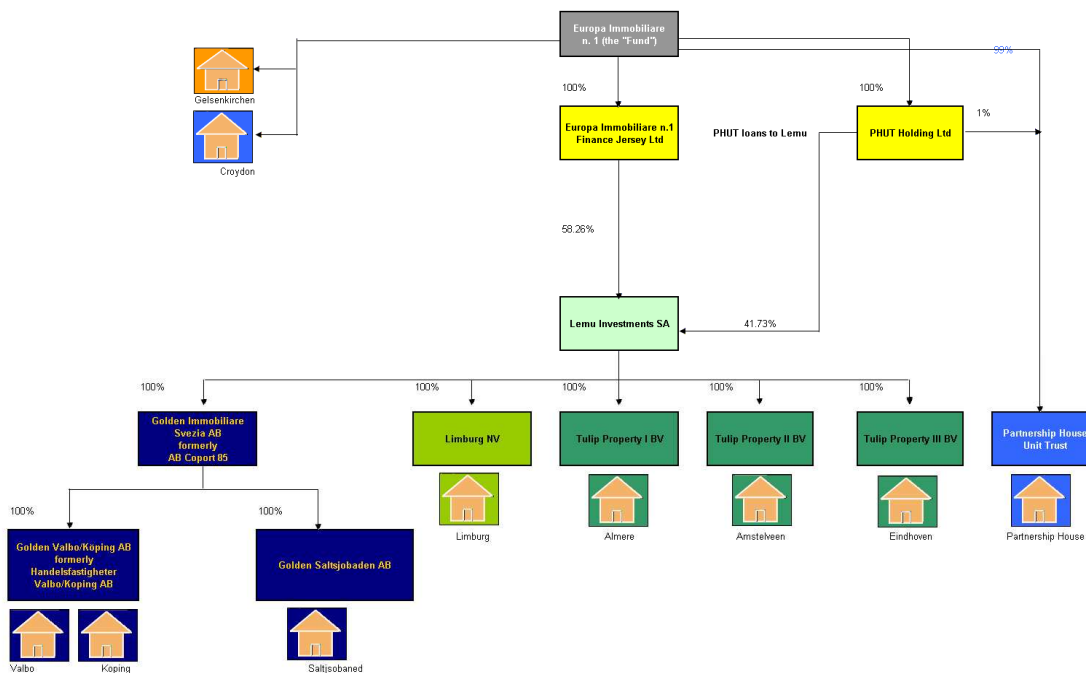 Europa Immobiliare
n. 1 (the "Fund")
99%
Gelsenkirchen
100%
100%
Croydon
Europa Immobiliare n.1
Finance Jersey Ltd
PHUT loans to Lemu
PHUT Holding Ltd
1%
58.26%
Lemu Investments SA
41.73%
100%
100%
100%
100%
100%
Golden Immobiliare
Svezia AB
formerly
AB Coport 85
Limburg NV
Tulip Property I BV
Tulip Property II BV
Tulip Property III BV
Partnership House
Unit Trust
100%
100%
Limburg
Almere
Amstelveen
Eindhoven
Partnership House
Golden Valbo/Köping AB
formerly
Handelsfastigheter
Valbo/Koping AB
Golden Saltsjobaden AB
Valbo
Koping
Saltjsobaned